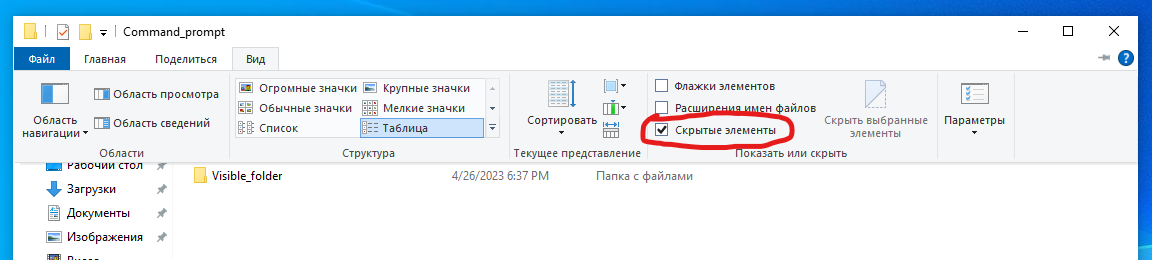 Command_prompt
Файл Главная Поделиться Вид
Область навигации
Область просмотра
Область сведений
Области
Огромные значки Крупные значки
Обычные значки Мелкие значки
Список Таблица
Структура
Сортировать
Текущее представление
Флажки элементов
Расширения имен файлов
Скрытые элементы
Скрыть выбранные элементы
Показать или скрыть
Параметры
Рабочий стол
Visible_folder 4/26/2023 6:37 PM Папка с файлами
Загрузки
Документы
Изображения
Видео